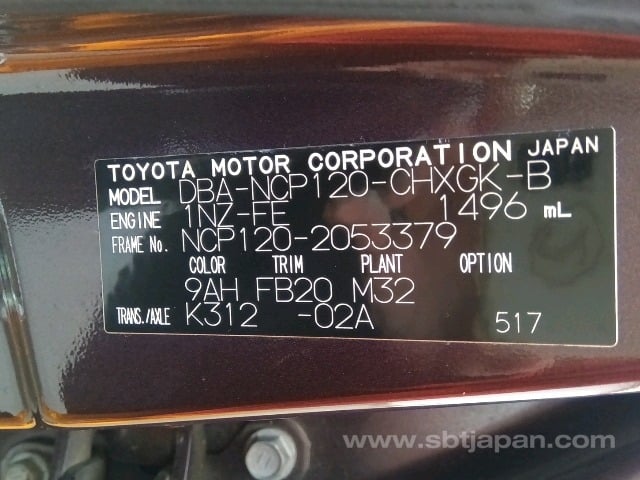 TOYOTA MOTOR CORPORATION JAPAN
MODEL DBA-NCP120-CHXGK-B
ENGINE 1NZ-FE 1496 mL
FRAME No. NCP120-2053379
COLOR TRIM PLANT OPTION
9AH FB20 M32
TRANS./AXLE K312 -02A 517
www.sbtjapan.com